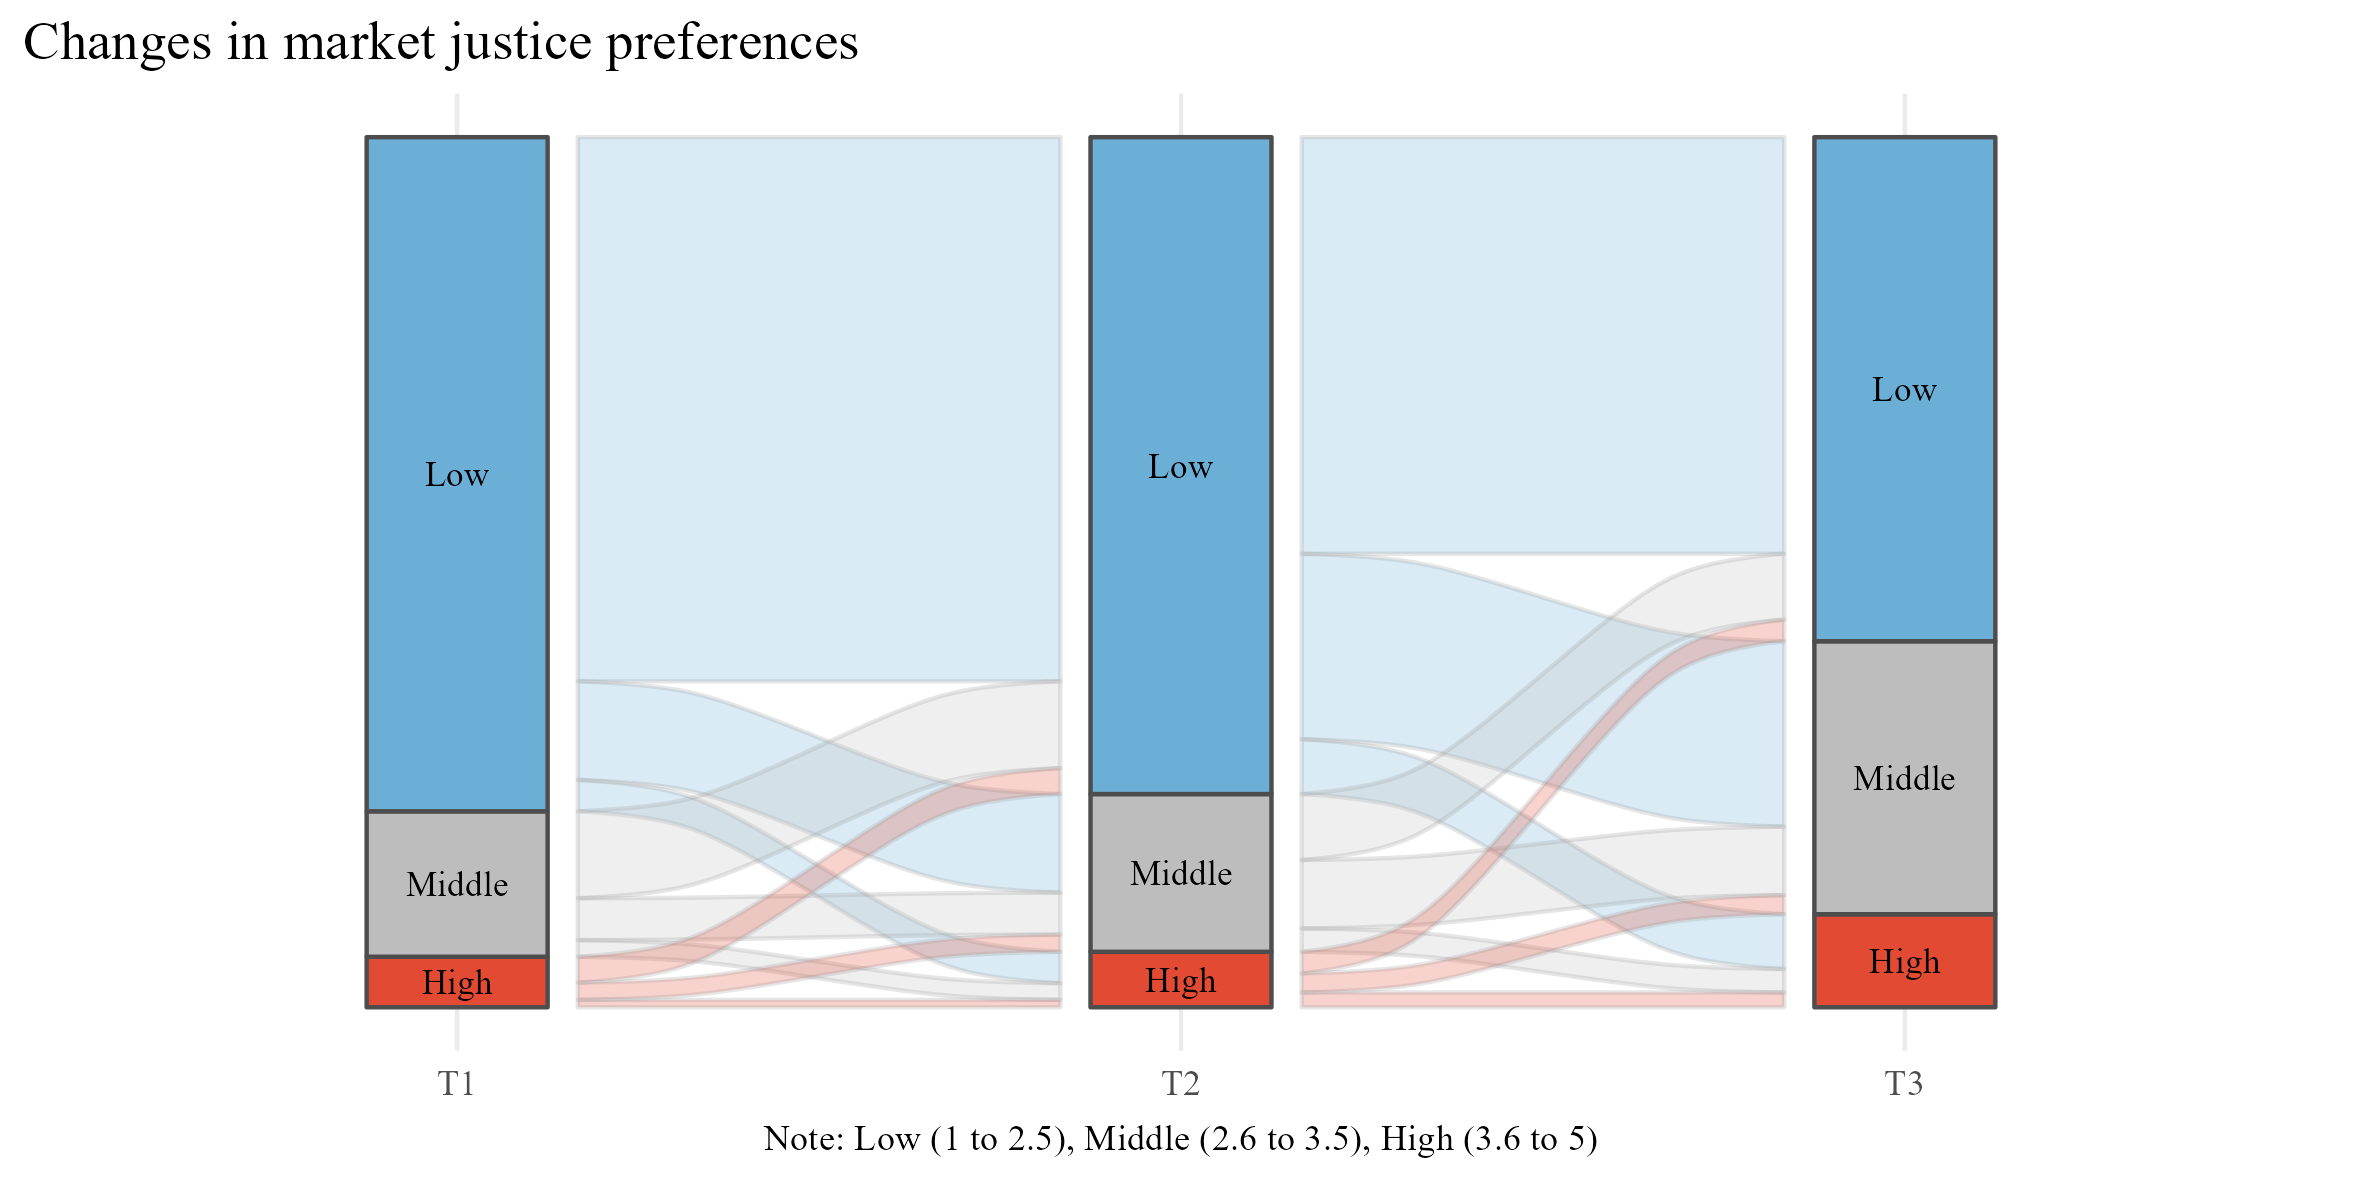 Changes in market justice preferences
Low
Middle
High
Low
Middle
High
Low
Middle
High
T1
T2
T3
Note: Low (1 to 2.5), Middle (2.6 to 3.5), High (3.6 to 5)